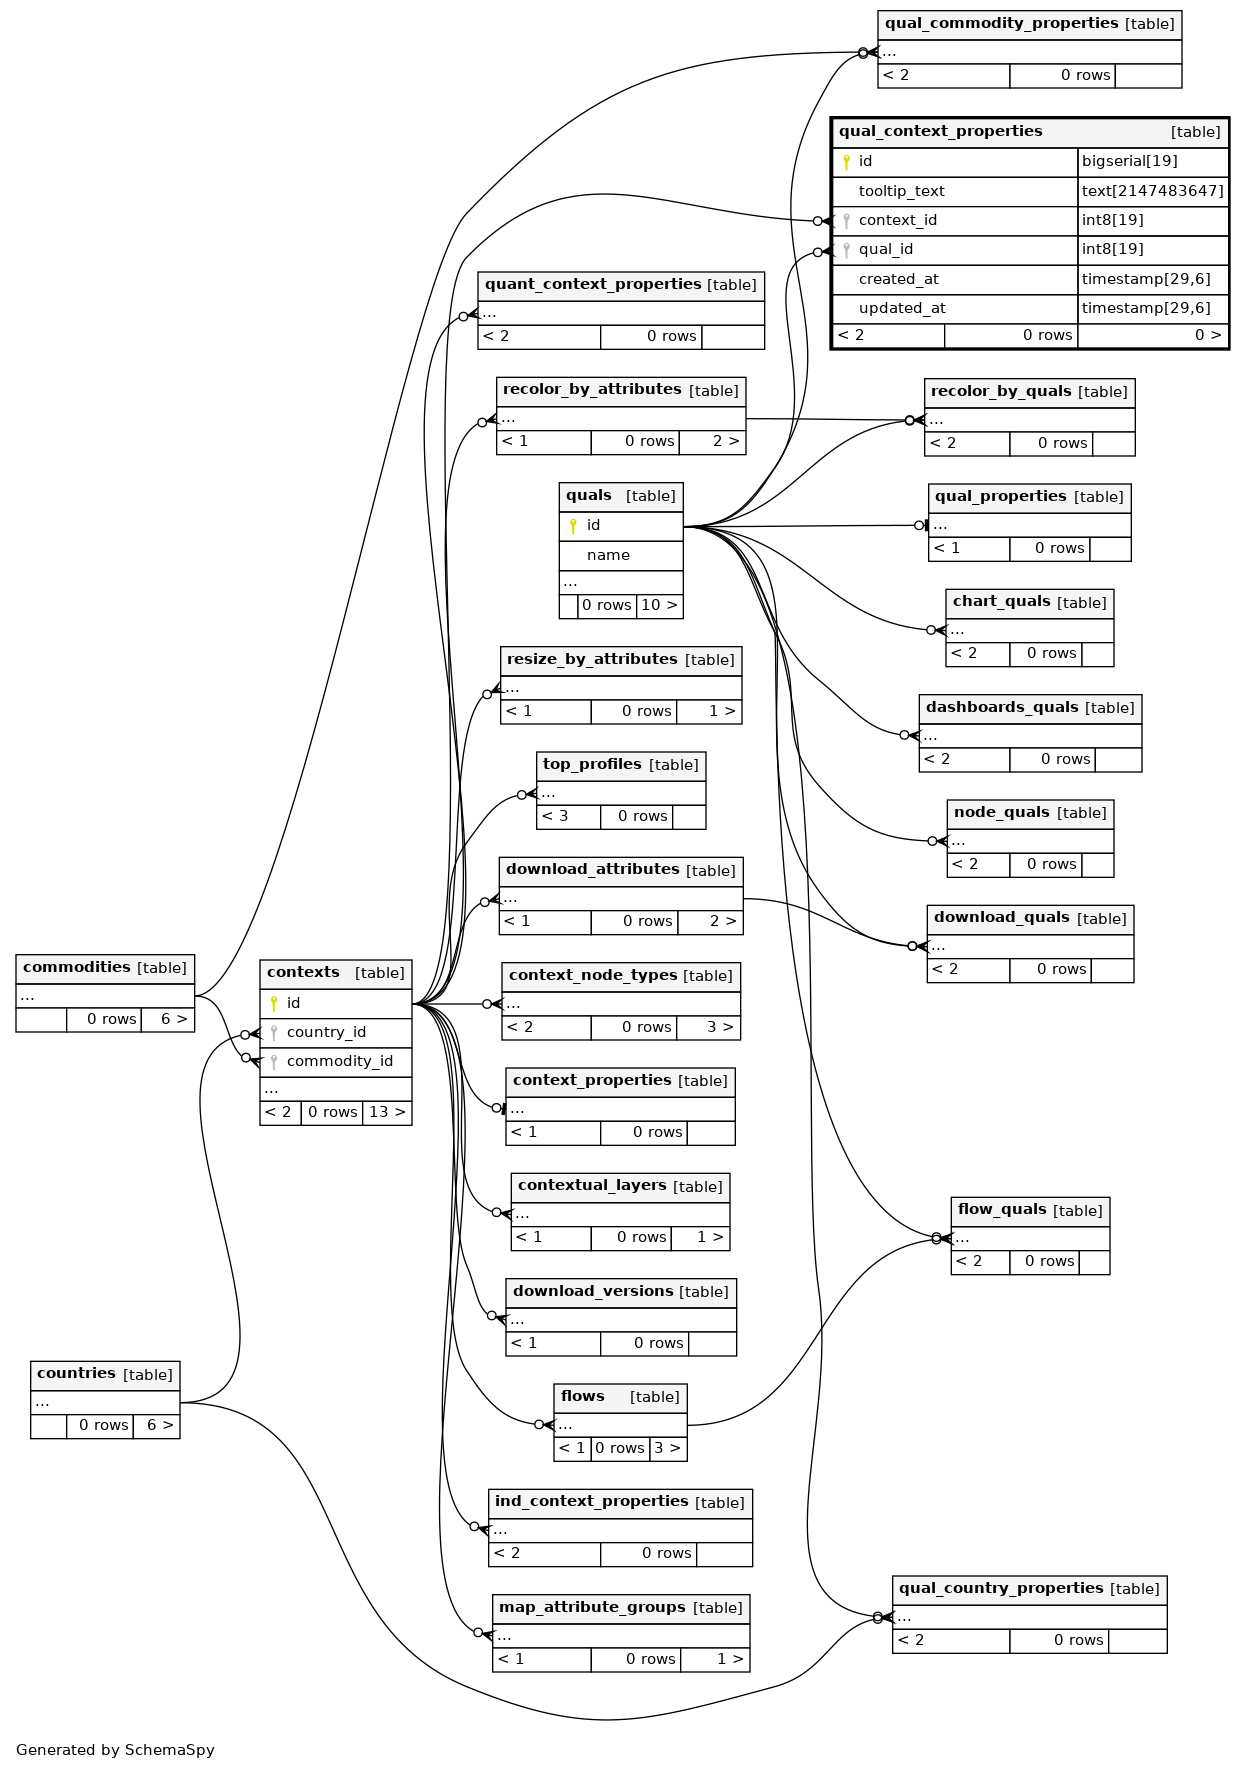 qual_commodity_properties [table]
...
< 2 0 rows
qual_context_properties [table]
id bigserial[19]
tooltip_text text[2147483647]
context_id int8[19]
qual_id int8[19]
created_at timestamp[29,6]
updated_at timestamp[29,6]
< 2 0 rows 0 >
quant_context_properties [table]
...
< 2 0 rows
recolor_by_attributes [table]
...
< 1 0 rows 2 >
recolor_by_quals [table]
...
< 2 0 rows
quals [table]
id
name
...
0 rows 10 >
qual_properties [table]
...
< 1 0 rows
chart_quals [table]
...
< 2 0 rows
resize_by_attributes [table]
...
< 1 0 rows 1 >
dashboards_quals [table]
...
< 2 0 rows
top_profiles [table]
...
< 3 0 rows
node_quals [table]
...
< 2 0 rows
download_attributes [table]
...
< 1 0 rows 2 >
download_quals [table]
...
< 2 0 rows
commodities [table]
...
0 rows 6 >
contexts [table]
id
country_id
commodity_id
...
< 2 0 rows 13 >
context_node_types [table]
...
< 2 0 rows 3 >
context_properties [table]
...
< 1 0 rows
contextual_layers [table]
...
< 1 0 rows 1 >
flow_quals [table]
...
< 2 0 rows
download_versions [table]
...
< 1 0 rows
countries [table]
...
0 rows 6 >
flows [table]
...
< 1 0 rows 3 >
ind_context_properties [table]
...
< 2 0 rows
qual_country_properties [table]
...
< 2 0 rows
map_attribute_groups [table]
...
< 1 0 rows 1 >
Generated by SchemaSpy